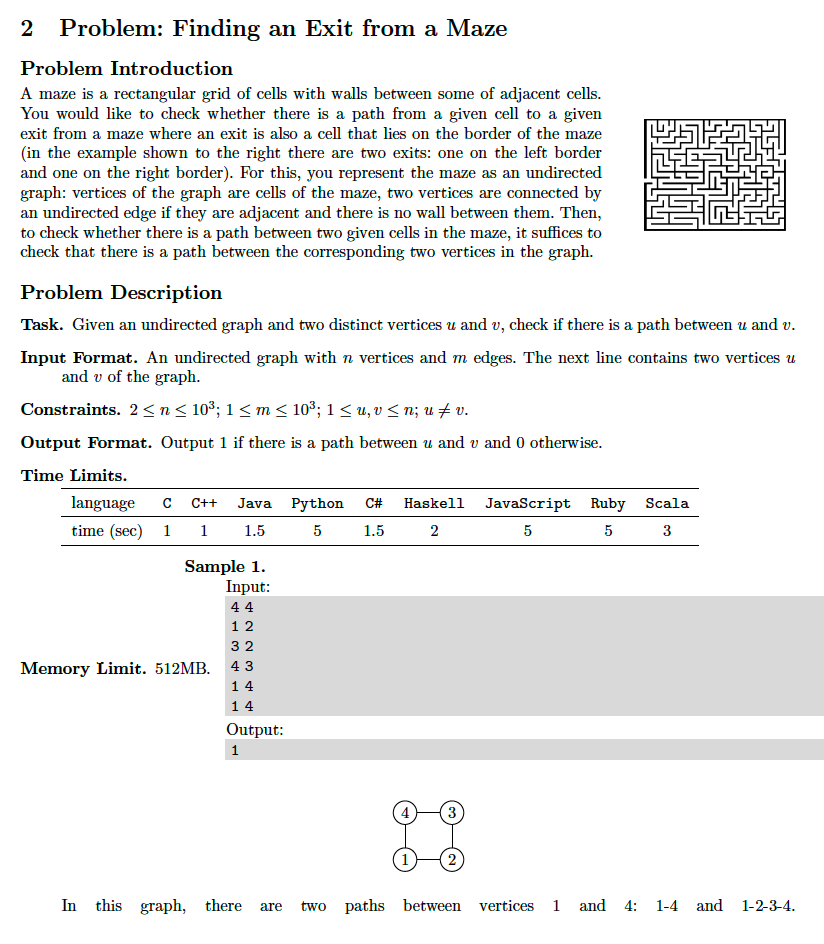 2 Problem: Finding an Exit from a Maze
Problem Introduction
A maze is a rectangular grid of cells with walls between some of adjacent cells.
You would like to check whether there is a path from a given cell to a given
exit from a maze where an exit is also a cell that lies on the border of the maze
(in the example shown to the right there are two exits: one on the left border
and one on the right border). For this, you represent the maze as an undirected
graph: vertices of the graph are cells of the maze, two vertices are connected by
an undirected edge if they are adjacent and there is no wall between them. Then,
to check whether there is a path between two given cells in the maze, it suffices to
check that there is a path between the corresponding two vertices in the graph.
Problem Description
Task. Given an undirected graph and two distinct vertices u and v, check if there is a path between u and v.
Input Format. An undirected graph with n vertices and m edges. The next line contains two vertices u
and v of the graph.
Constraints. 2 ≤ n ≤ 10³; 1 ≤ m ≤ 10³; 1 ≤ u, v ≤ n; u ≠ v.
Output Format. Output 1 if there is a path between u and v and 0 otherwise.
Time Limits.
language C C++ Java Python C# Haskell JavaScript Ruby Scala
time (sec) 1 1 1.5 5 1.5 2 5 5 3
Memory Limit. 512MB.
Sample 1.
Input:
4 4
1 2
3 2
4 3
1 4
1 4
Output:
1
4 3
1 2
In this graph, there are two paths between vertices 1 and 4: 1-4 and 1-2-3-4.